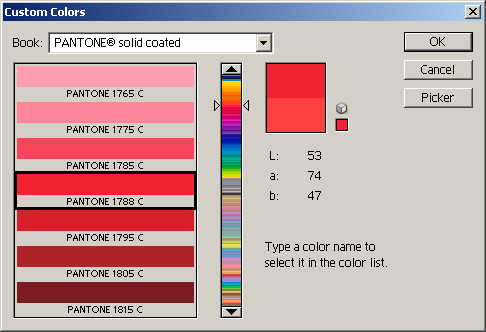 Custom Colors
Book: PANTONE® solid coated
OK
Cancel
Picker
PANTONE 1765 C
PANTONE 1775 C
PANTONE 1785 C
PANTONE 1788 C
PANTONE 1795 C
PANTONE 1805 C
PANTONE 1815 C
L: 53
a: 74
b: 47
Type a color name to
select it in the color list.